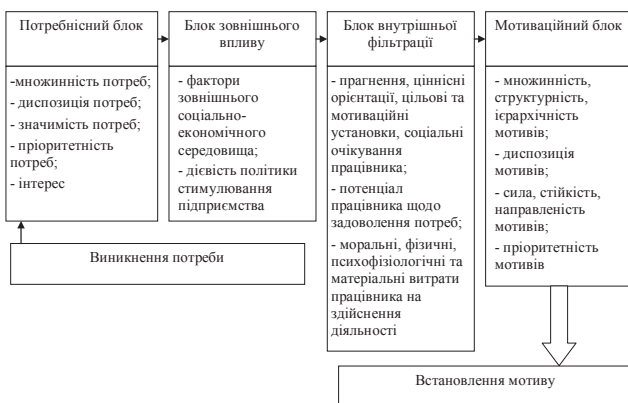 Потребнісний блок
-множинність потреб;
- диспозіція потреб;
- значимість потреб;
- пріоритетність
потреб;
- інтерес
Блок зовнішнього
впливу
- фактори
зовнішнього
соціально-
економічного
середовища;
- дієвість політики
стимулювання
підприємства
Блок внутрішньої
фільтрації
- прагнення, ціннісні
орієнтації, цільові та
мотиваційні
установки, соціальні
очікування
працівника;
- потенціал
працівника щодо
задоволення потреб;
- моральні, фізичні,
психофізіологічні та
матеріальні витрати
працівника на
здійснення
діяльності
Мотиваційний блок
- множинність,
структурність,
ієрархічність
мотивів;
- диспозиція
мотивів;
- сила, стійкість,
направленість
мотивів;
- пріоритетність
мотивів
Виникнення потреби
Встановлення мотиву